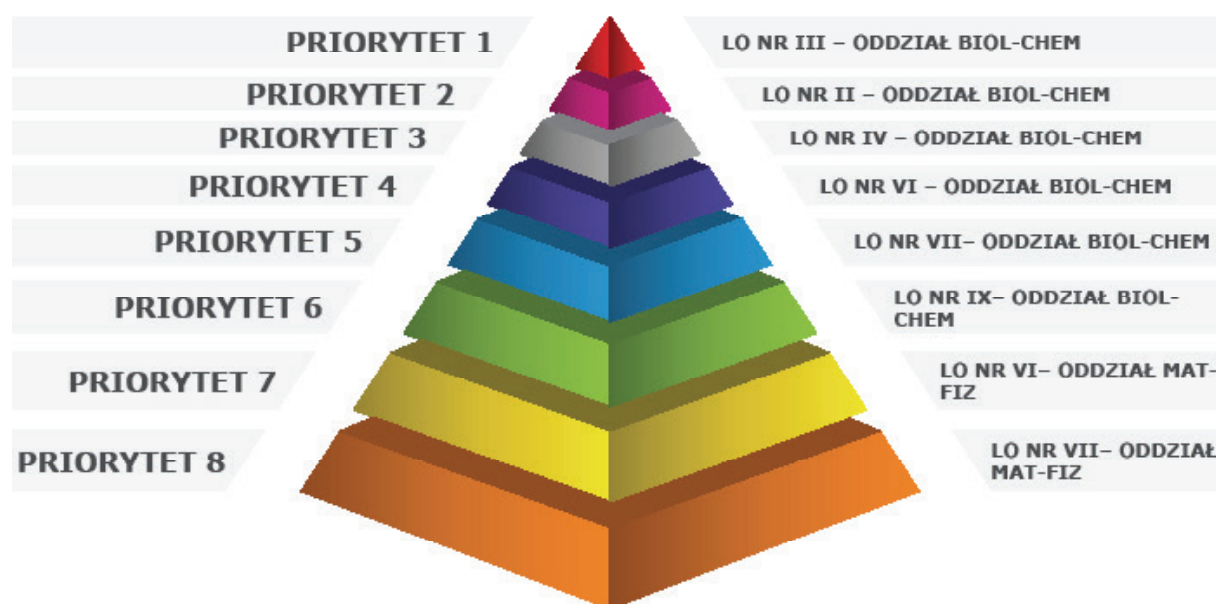 PRIORYTET 1
LO NR III – ODDZIAŁ BIOL-CHEM
PRIORYTET 2
LO NR II – ODDZIAŁ BIOL-CHEM
PRIORYTET 3
LO NR IV – ODDZIAŁ BIOL-CHEM
PRIORYTET 4
LO NR VI – ODDZIAŁ BIOL-CHEM
PRIORYTET 5
LO NR VII– ODDZIAŁ BIOL-CHEM
PRIORYTET 6
LO NR IX– ODDZIAŁ BIOL-
CHEM
PRIORYTET 7
LO NR VI– ODDZIAŁ MAT-
FIZ
PRIORYTET 8
LO NR VII– ODDZIAŁ
MAT-FIZ